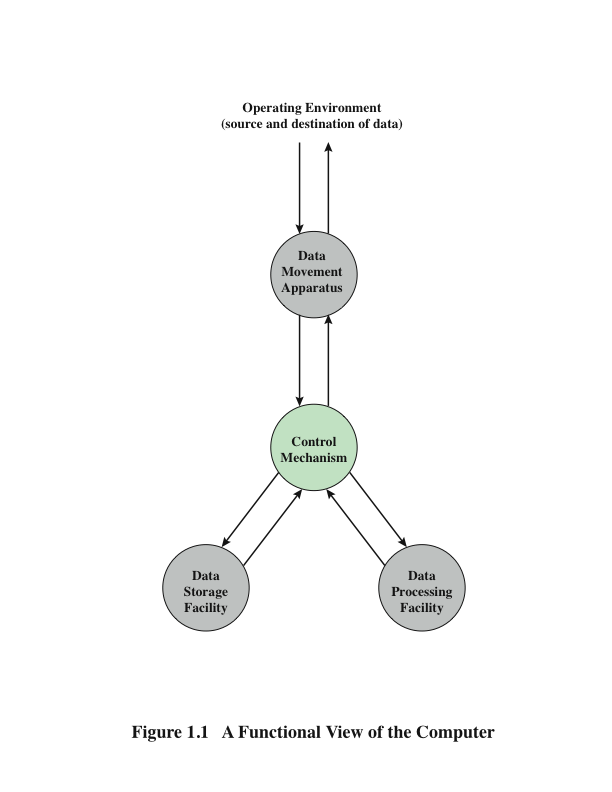 Operating Environment
(source and destination of data)
Data
Movement
Apparatus
Control
Mechanism
Data
Storage
Facility
Data
Processing
Facility
Figure 1.1 A Functional View of the Computer